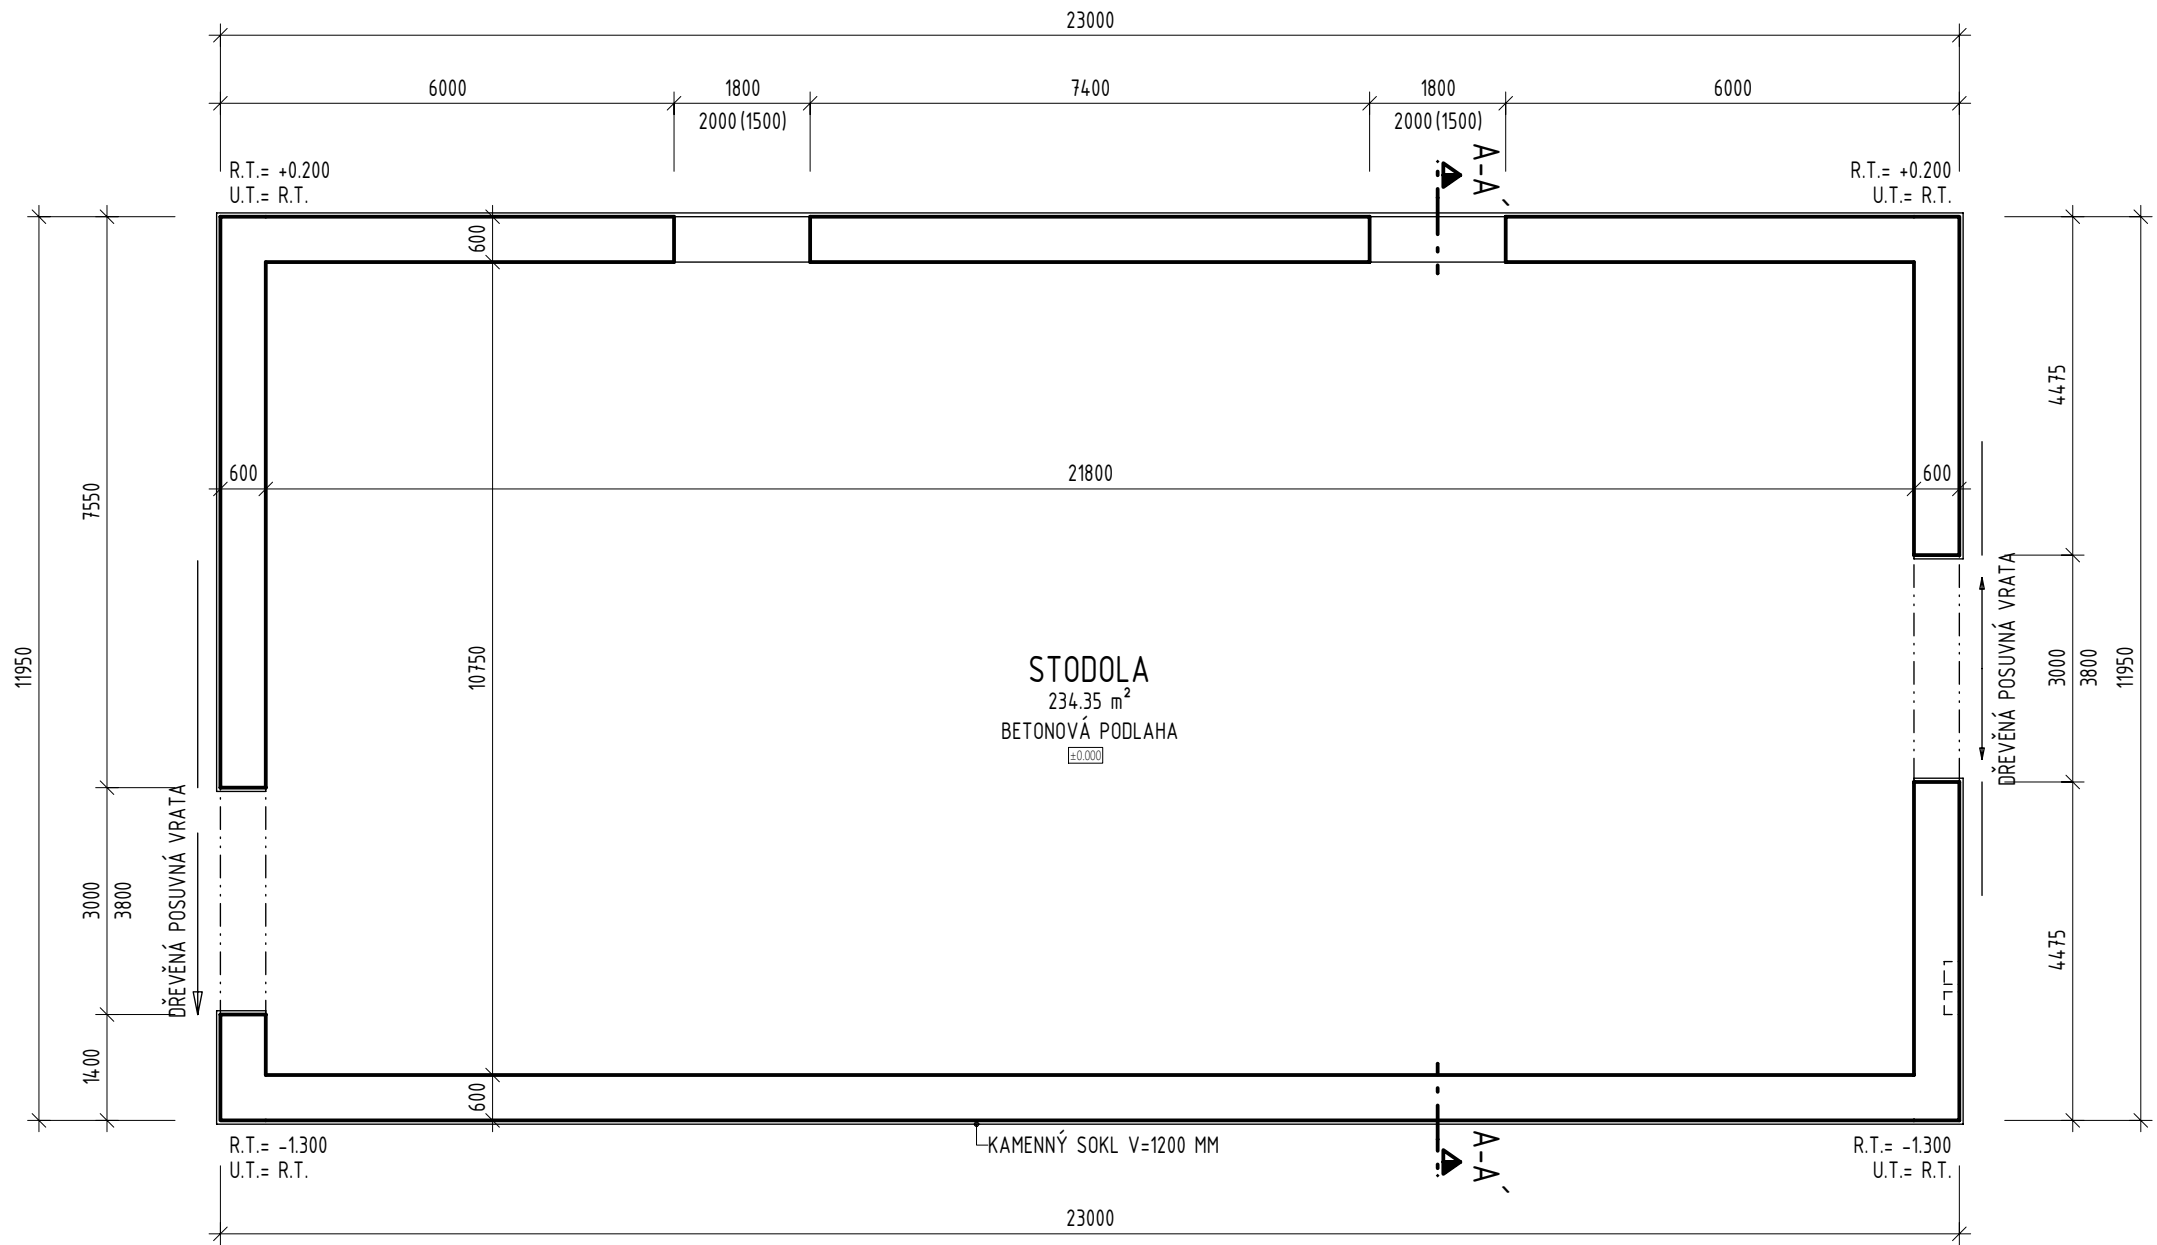 23000
6000
1800
7400
1800
6000
2000 (1500)
2000 (1500)
R.T.= +0.200
U.T.= R.T.
A-A´
R.T.= +0.200
U.T.= R.T.
600
600
21800
600
11950
7550
3000
3800
1400
DŘEVĚNÁ POSUVNÁ VRATA
10750
STODOLA
234.35 m²
BETONOVÁ PODLAHA
±0.000
4475
3000
3800
4475
11950
DŘEVĚNÁ POSUVNÁ VRATA
600
R.T.= -1.300
U.T.= R.T.
KAMENNÝ SOKL V=1200 MM
A-A´
R.T.= -1.300
U.T.= R.T.
23000